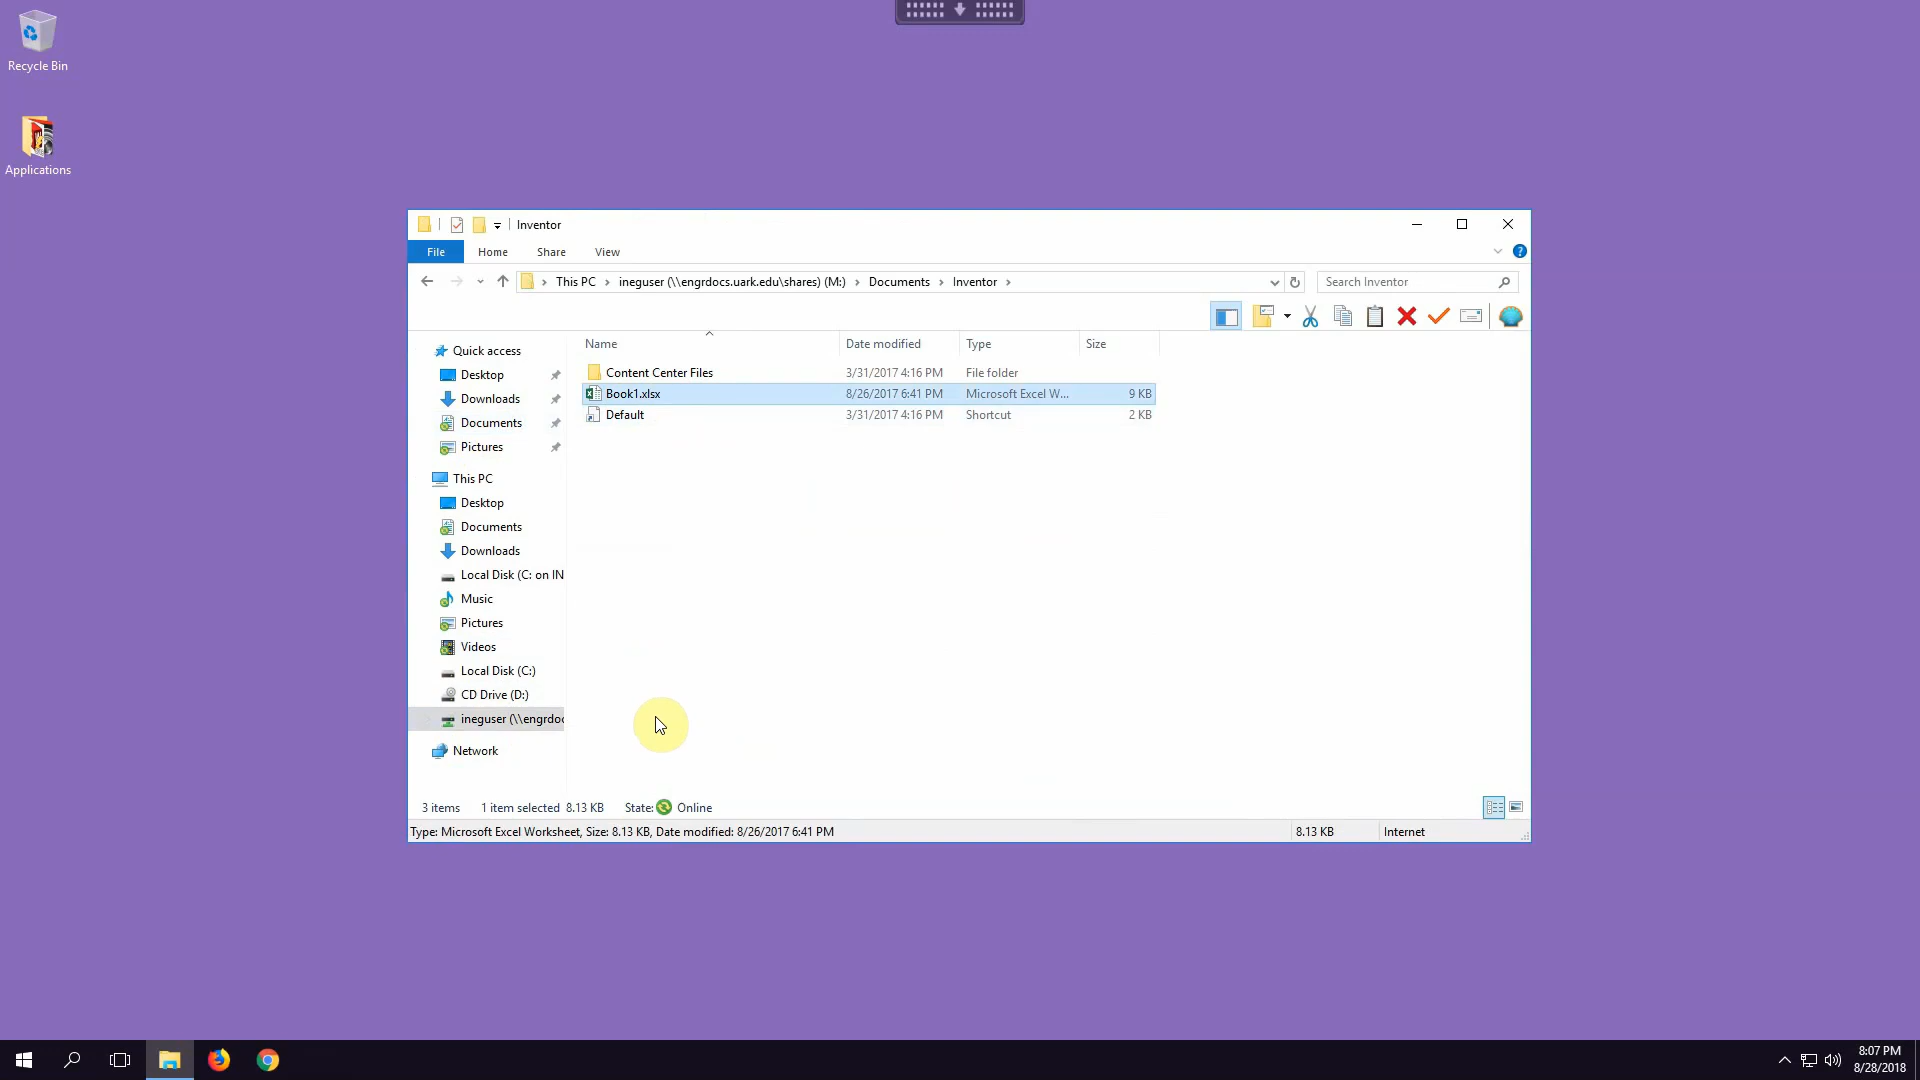 Recycle Bin
Applications
Inventor
File Home Share View
This PC ineguser (\\engrdocs.uark.edu\shares) (M:) Documents Inventor
Search Inventor
Name Date modified Type Size
Content Center Files 3/31/2017 4:16 PM File folder
Book1.xlsx 8/26/2017 6:41 PM Microsoft Excel W... 9 KB
Default 3/31/2017 4:16 PM Shortcut 2 KB
Quick access
Desktop
Downloads
Documents
Pictures
This PC
Desktop
Documents
Downloads
Local Disk (C: on IN
Music
Pictures
Videos
Local Disk (C:)
CD Drive (D:)
ineguser (\\engrdoc
Network
3 items 1 item selected 8.13 KB State: Online
Type: Microsoft Excel Worksheet, Size: 8.13 KB, Date modified: 8/26/2017 6:41 PM 8.13 KB Internet
8:07 PM
8/28/2018